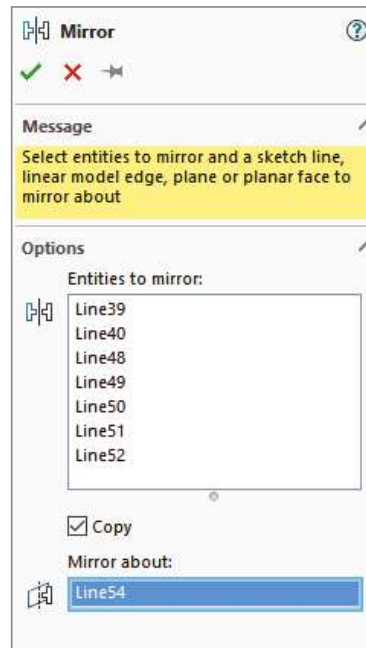 Mirror
Message
Select entities to mirror and a sketch line,
linear model edge, plane or planar face to
mirror about
Options
Entities to mirror:
Line39
Line40
Line48
Line49
Line50
Line51
Line52
Copy
Mirror about:
Line54